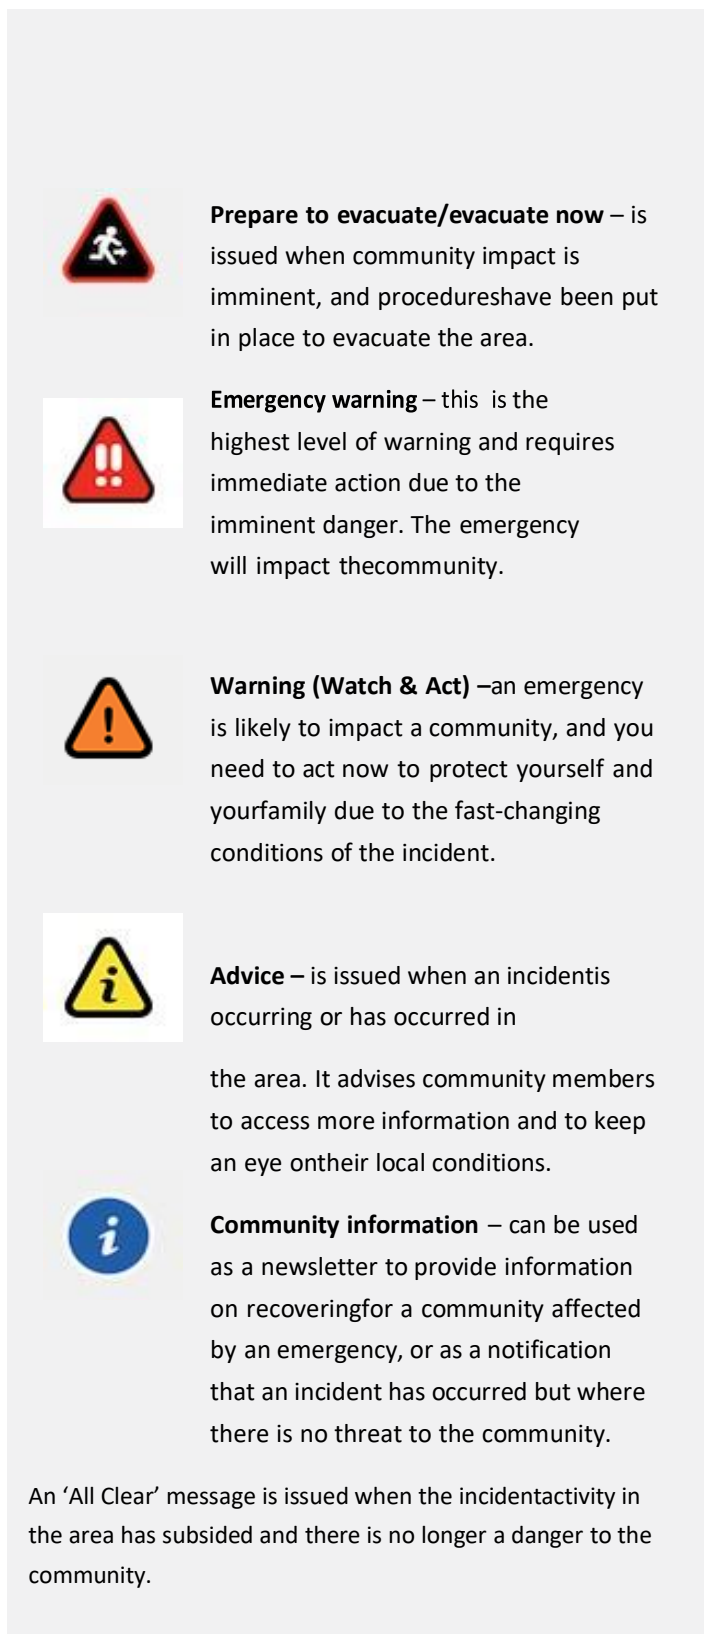 Prepare to evacuate/evacuate now – is
issued when community impact is
imminent, and procedureshave been put
in place to evacuate the area.
Emergency warning – this is the
highest level of warning and requires
immediate action due to the
imminent danger. The emergency
will impact thecommunity.
Warning (Watch & Act) –an emergency
is likely to impact a community, and you
need to act now to protect yourself and
yourfamily due to the fast-changing
conditions of the incident.
Advice – is issued when an incidentis
occurring or has occurred in
the area. It advises community members
to access more information and to keep
an eye ontheir local conditions.
Community information – can be used
as a newsletter to provide information
on recoveringfor a community affected
by an emergency, or as a notification
that an incident has occurred but where
there is no threat to the community.
An ‘All Clear’ message is issued when the incidentactivity in
the area has subsided and there is no longer a danger to the
community.